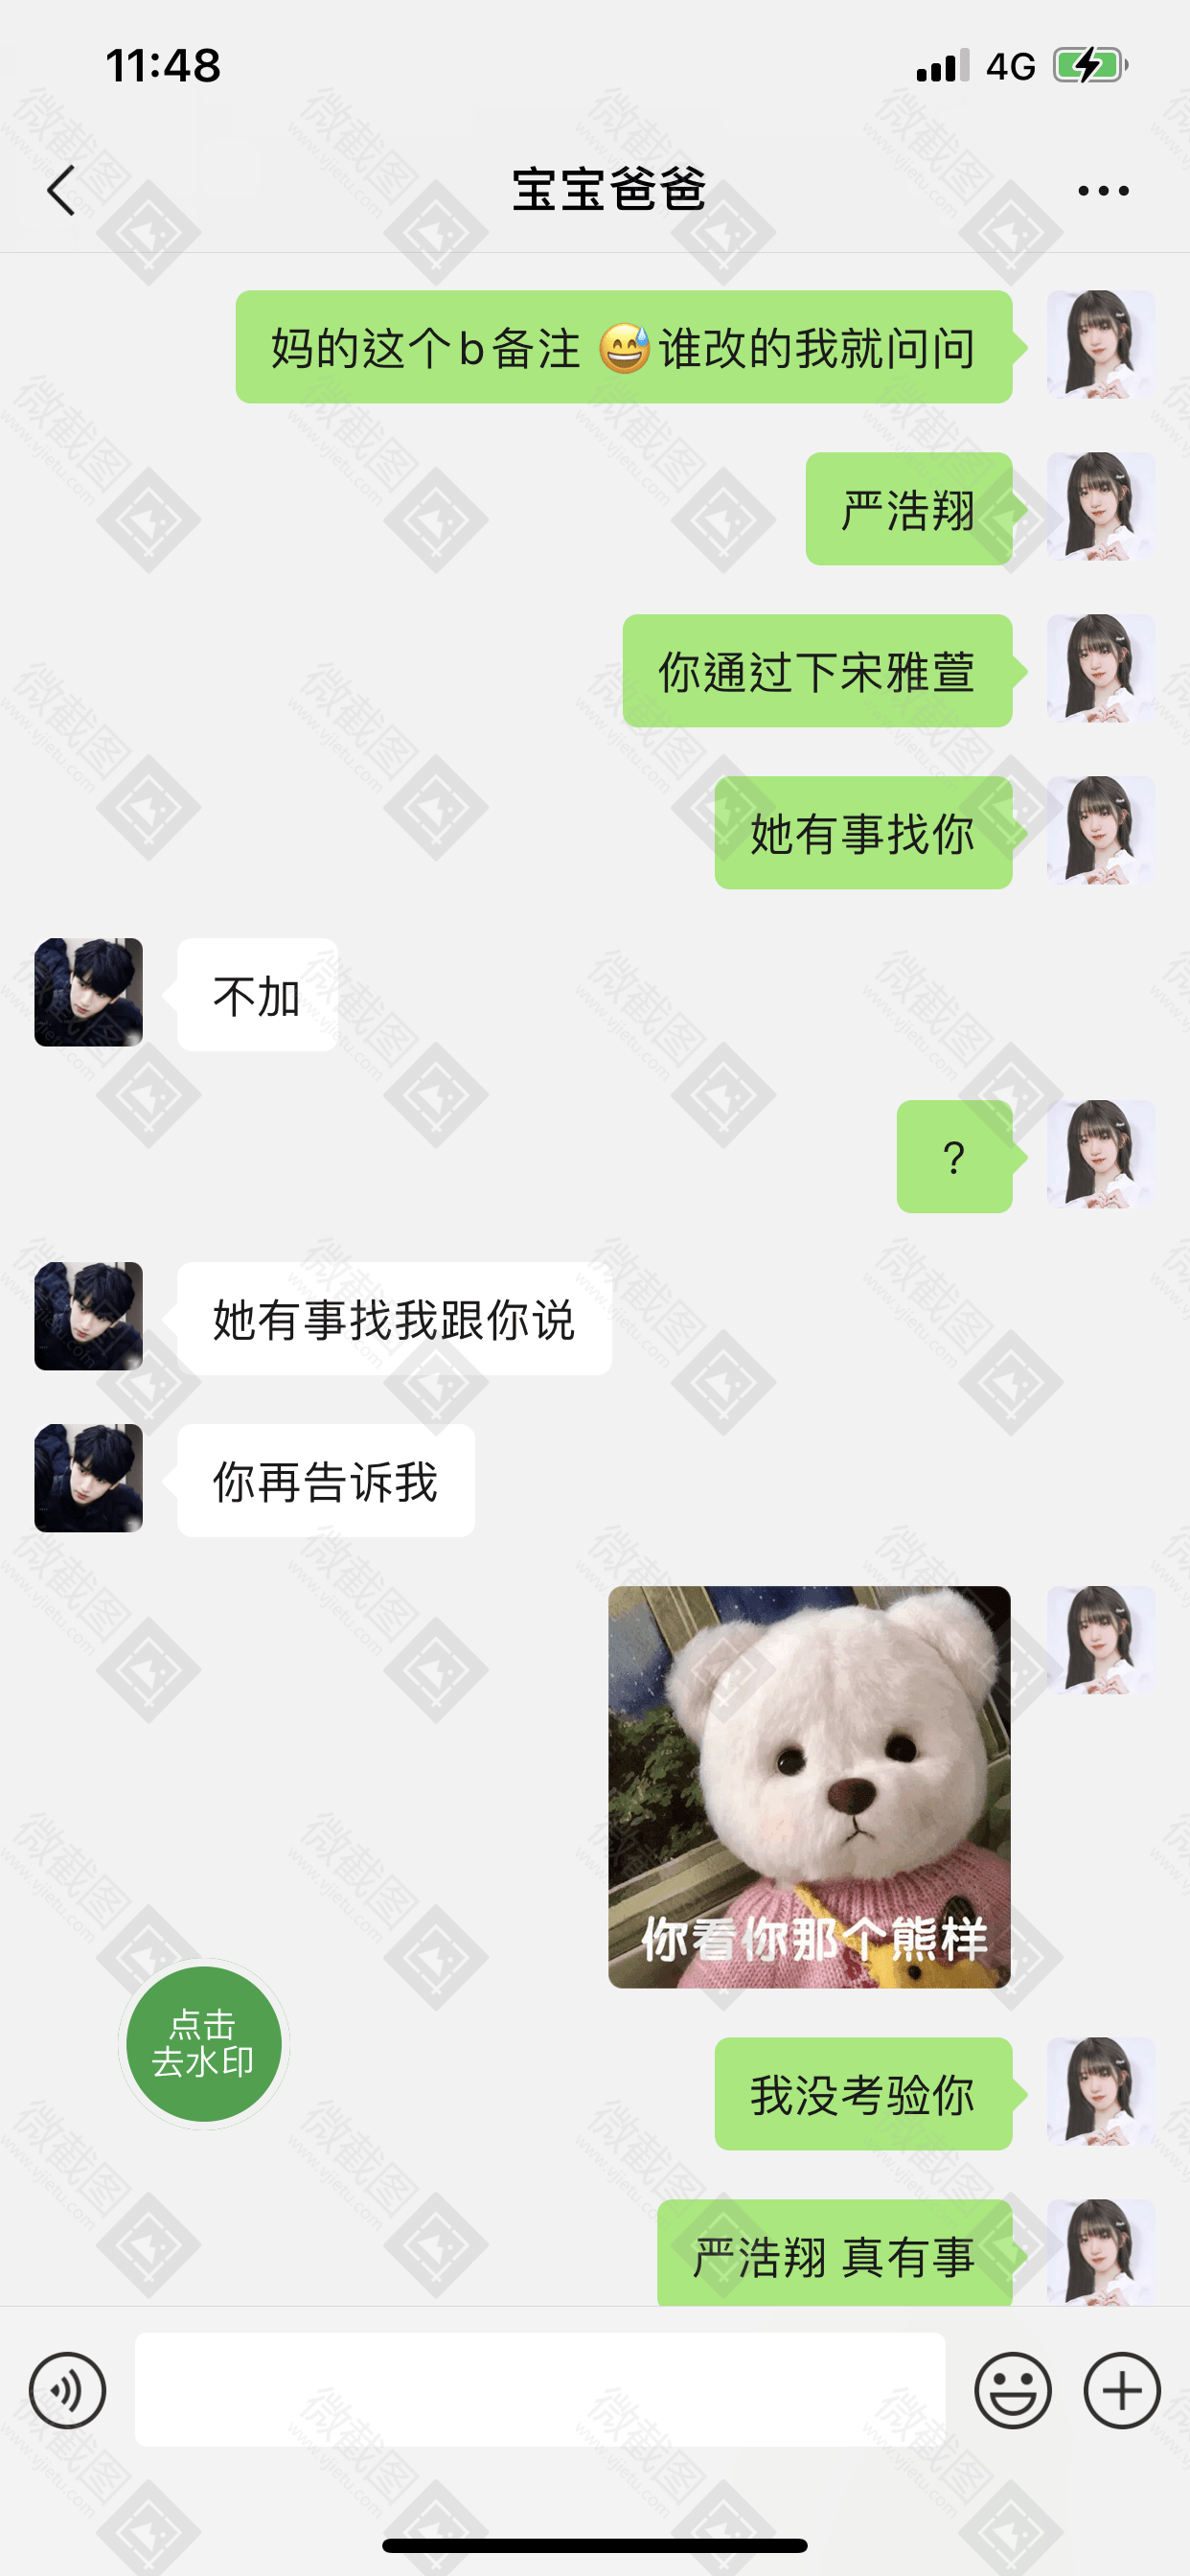 11:48
4G
宝宝爸爸
妈的这个b备注 😅谁改的我就问问
严浩翔
你通过下宋雅萱
她有事找你
不加
?
她有事找我跟你说
你再告诉我
你看你那个熊样
点击
去水印
我没考验你
严浩翔 真有事
微截图
www.vjietu.com